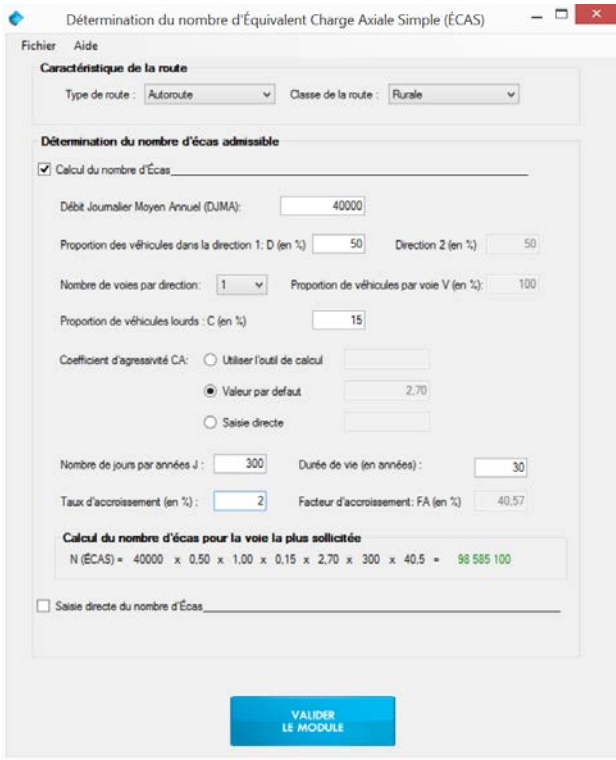 Détermination du nombre d'Équivalent Charge Axiale Simple (ÉCAS)
Fichier Aide
Caractéristique de la route
Type de route : Autoroute Classe de la route : Rurale
Détermination du nombre d'écas admissible
Calcul du nombre d'Écas
Débit Journalier Moyen Annuel (DJMA): 40000
Proportion des véhicules dans la direction 1: D (en %) 50 Direction 2 (en %) 50
Nombre de voies par direction: 1 Proportion de véhicules par voie V (en %): 100
Proportion de véhicules lourds : C (en %) 15
Coefficient d'agressivité CA: Utiliser l'outil de calcul
Valeur par defaut 2,70
Saisie directe
Nombre de jours par années J : 300 Durée de vie (en années) : 30
Taux d'accroissement (en %) : 2 Facteur d'accroissement: FA (en %) 40,57
Calcul du nombre d'écas pour la voie la plus sollicitée
N (ÉCAS) = 40000 x 0,50 x 1,00 x 0,15 x 2,70 x 300 x 40,5 = 98 585 100
Saisie directe du nombre d'Écas
VALIDER
LE MODULE